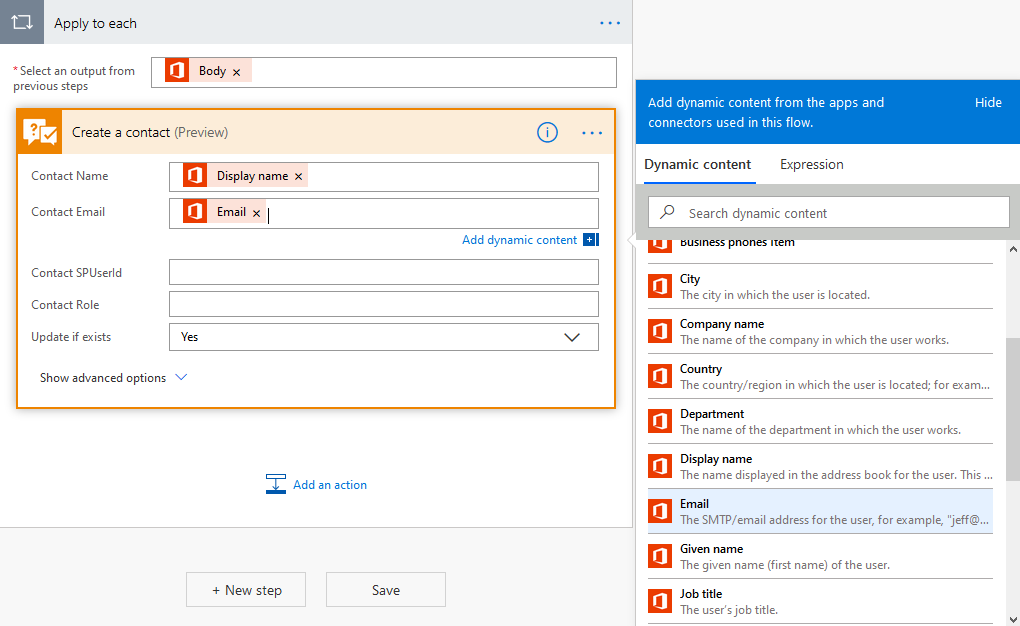 Apply to each
* Select an output from
previous steps
Body ×
Create a contact (Preview)
Contact Name
Display name ×
Contact Email
Email ×
Add dynamic content
Contact SPUserId
Contact Role
Update if exists
Yes
Show advanced options
Add an action
+ New step
Save
Add dynamic content from the apps and
connectors used in this flow.
Hide
Dynamic content
Expression
Search dynamic content
Business phones Item
City
The city in which the user is located.
Company name
The name of the company in which the user works.
Country
The country/region in which the user is located; for exam...
Department
The name of the department in which the user works.
Display name
The name displayed in the address book for the user. This ...
Email
The SMTP/email address for the user, for example, "jeff@...
Given name
The given name (first name) of the user.
Job title
The user's job title.